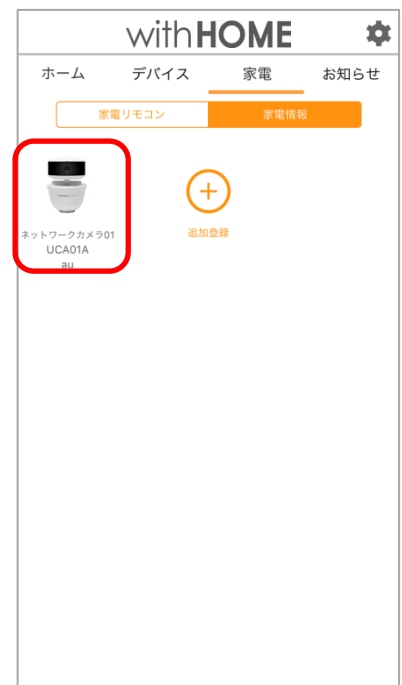 withHOME
ホーム デバイス 家電 お知らせ
家電リモコン 家電情報
ネットワークカメラ01
UCA01A
au
追加登録